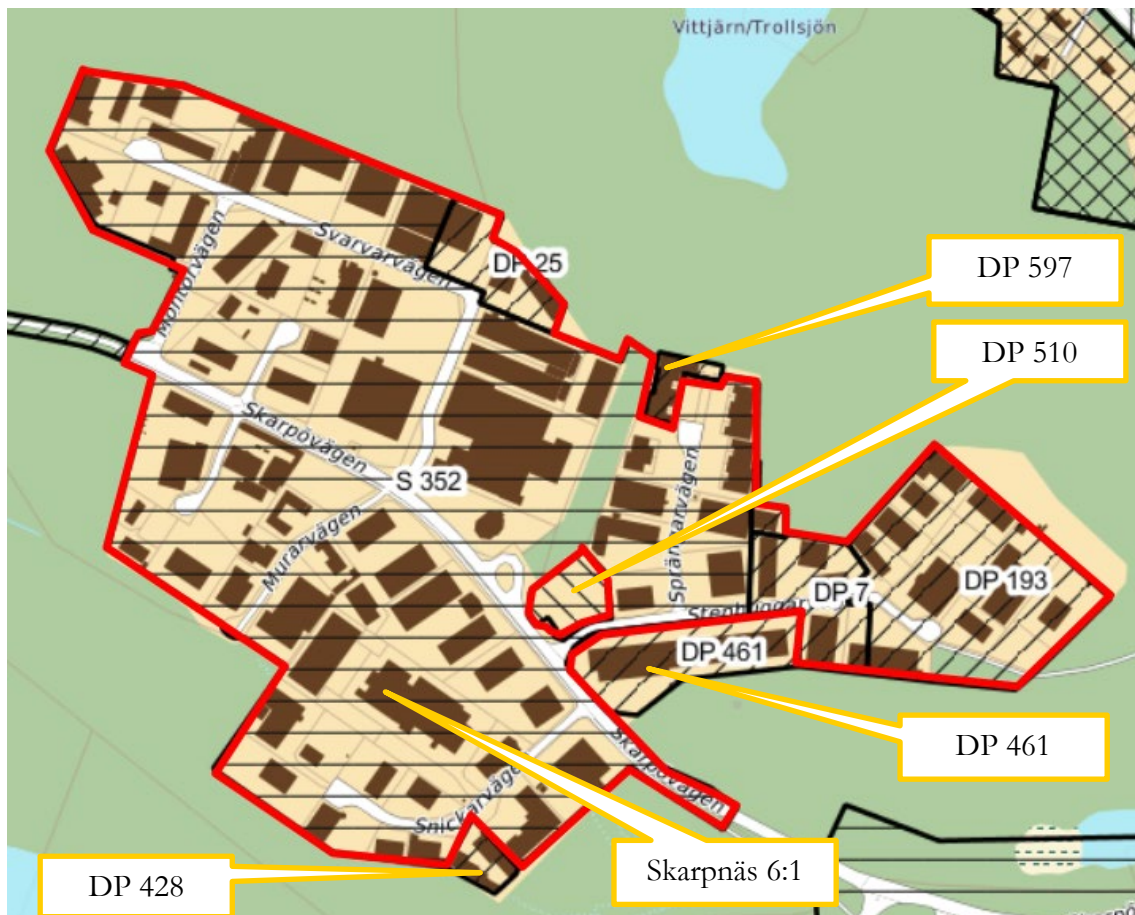 Vittjärn/Trollsjön
DP 597
Svarvarvägen
DP 25
Montörvägen
DP 510
Skarpövägen
S 352
Murarvägen
Sprängarvägen
DP 7
DP 193
DP 461
DP 461
Skarpövägen
Snickarvägen
Skarpnäs 6:1
DP 428